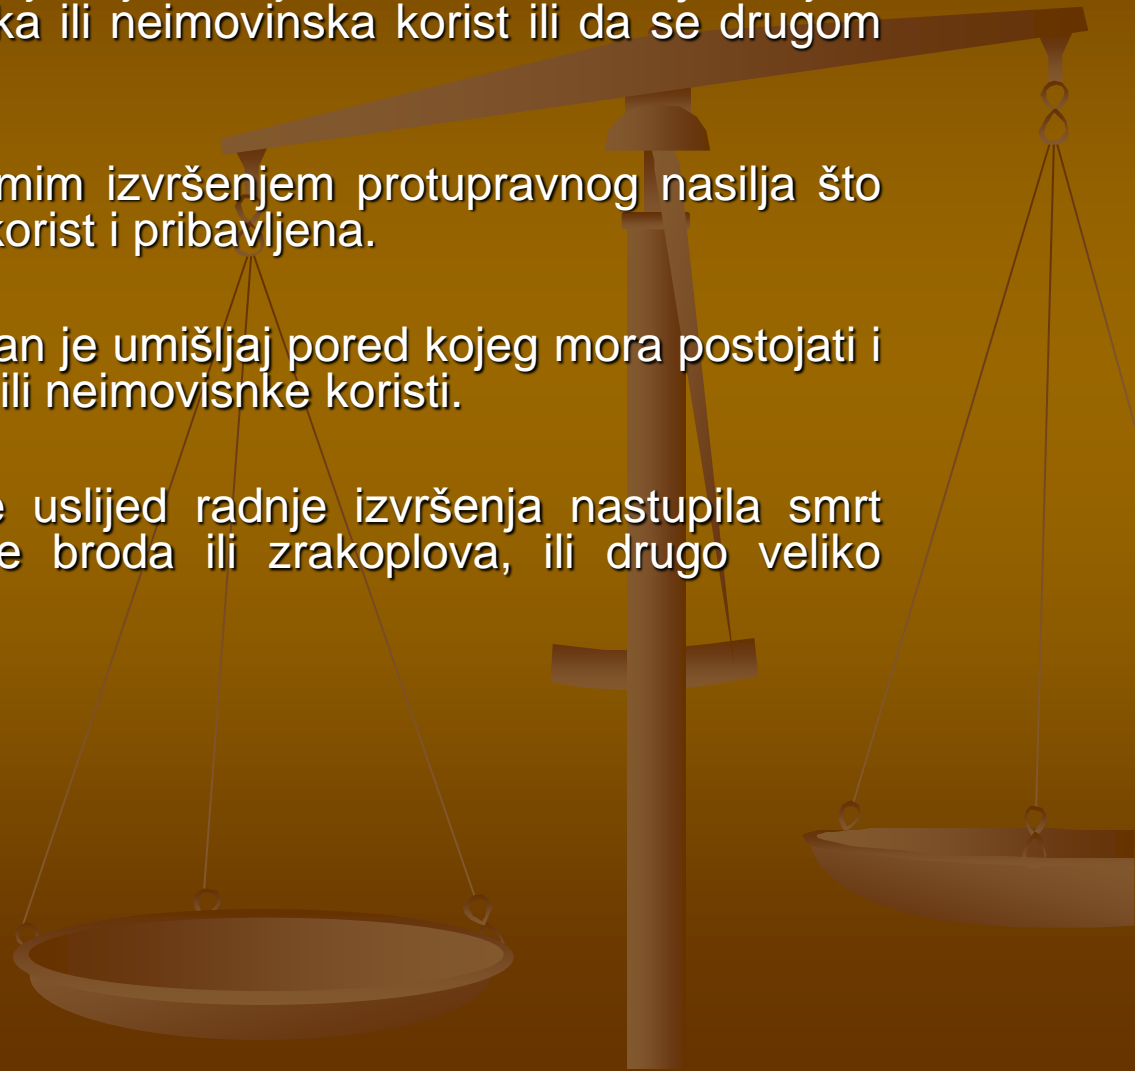 ka ili neimovinska korist ili da se drugom
mim izvršenjem protupravnog nasilja što
korist i pribavljena.
an je umišljaj pored kojeg mora postojati i
ili neimovisnke koristi.
e uslijed radnje izvršenja nastupila smrt
e broda ili zrakoplova, ili drugo veliko